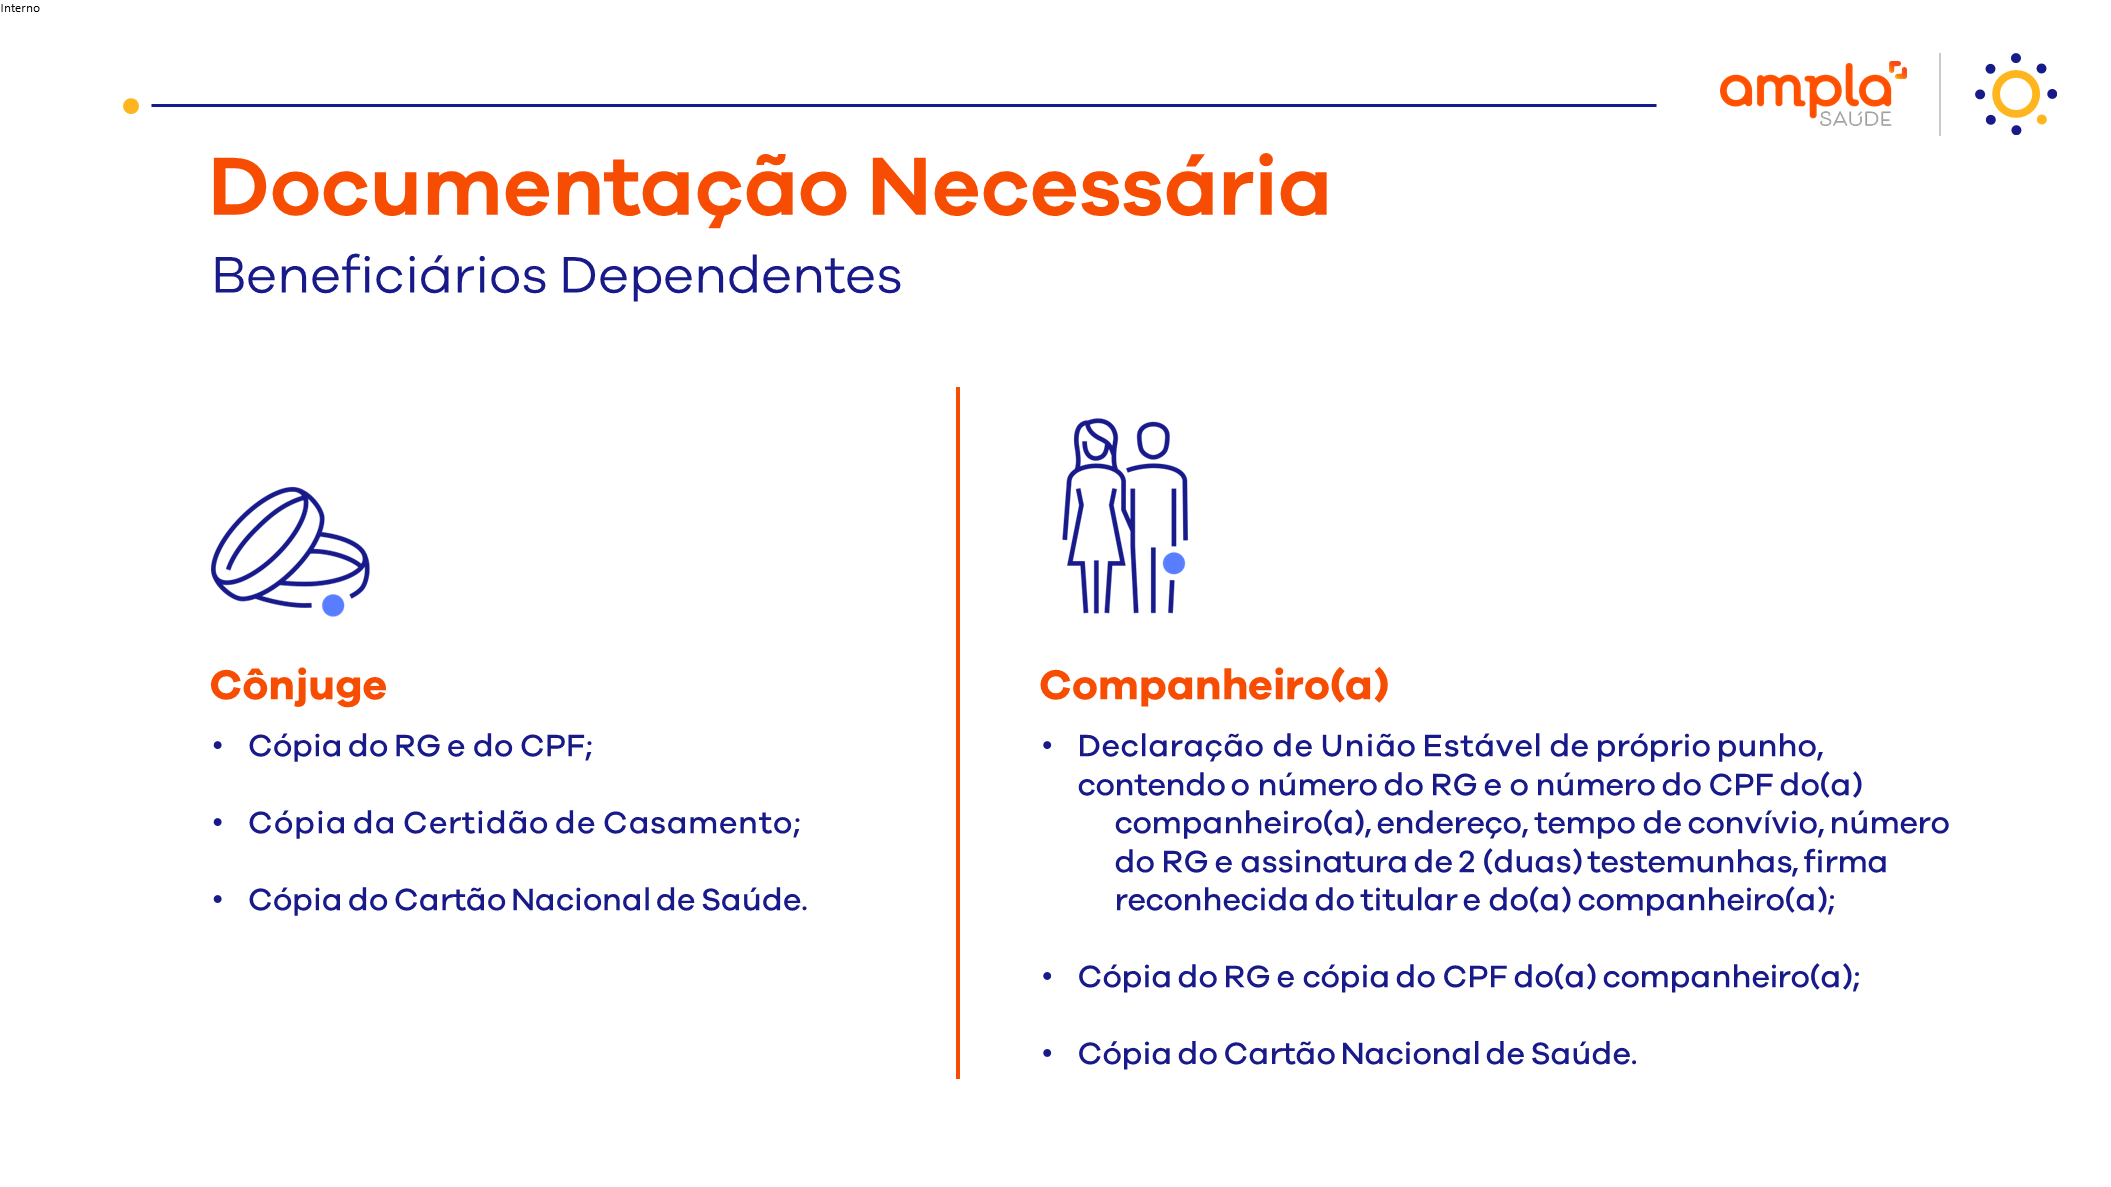 Interno
ampla
SAÚDE
Documentação Necessária
Beneficiários Dependentes
Cônjuge
• Cópia do RG e do CPF;
• Cópia da Certidão de Casamento;
• Cópia do Cartão Nacional de Saúde.
Companheiro(a)
• Declaração de União Estável de próprio punho,
contendo o número do RG e o número do CPF do(a)
companheiro(a), endereço, tempo de convívio, número
do RG e assinatura de 2 (duas) testemunhas, firma
reconhecida do titular e do(a) companheiro(a);
• Cópia do RG e cópia do CPF do(a) companheiro(a);
• Cópia do Cartão Nacional de Saúde.